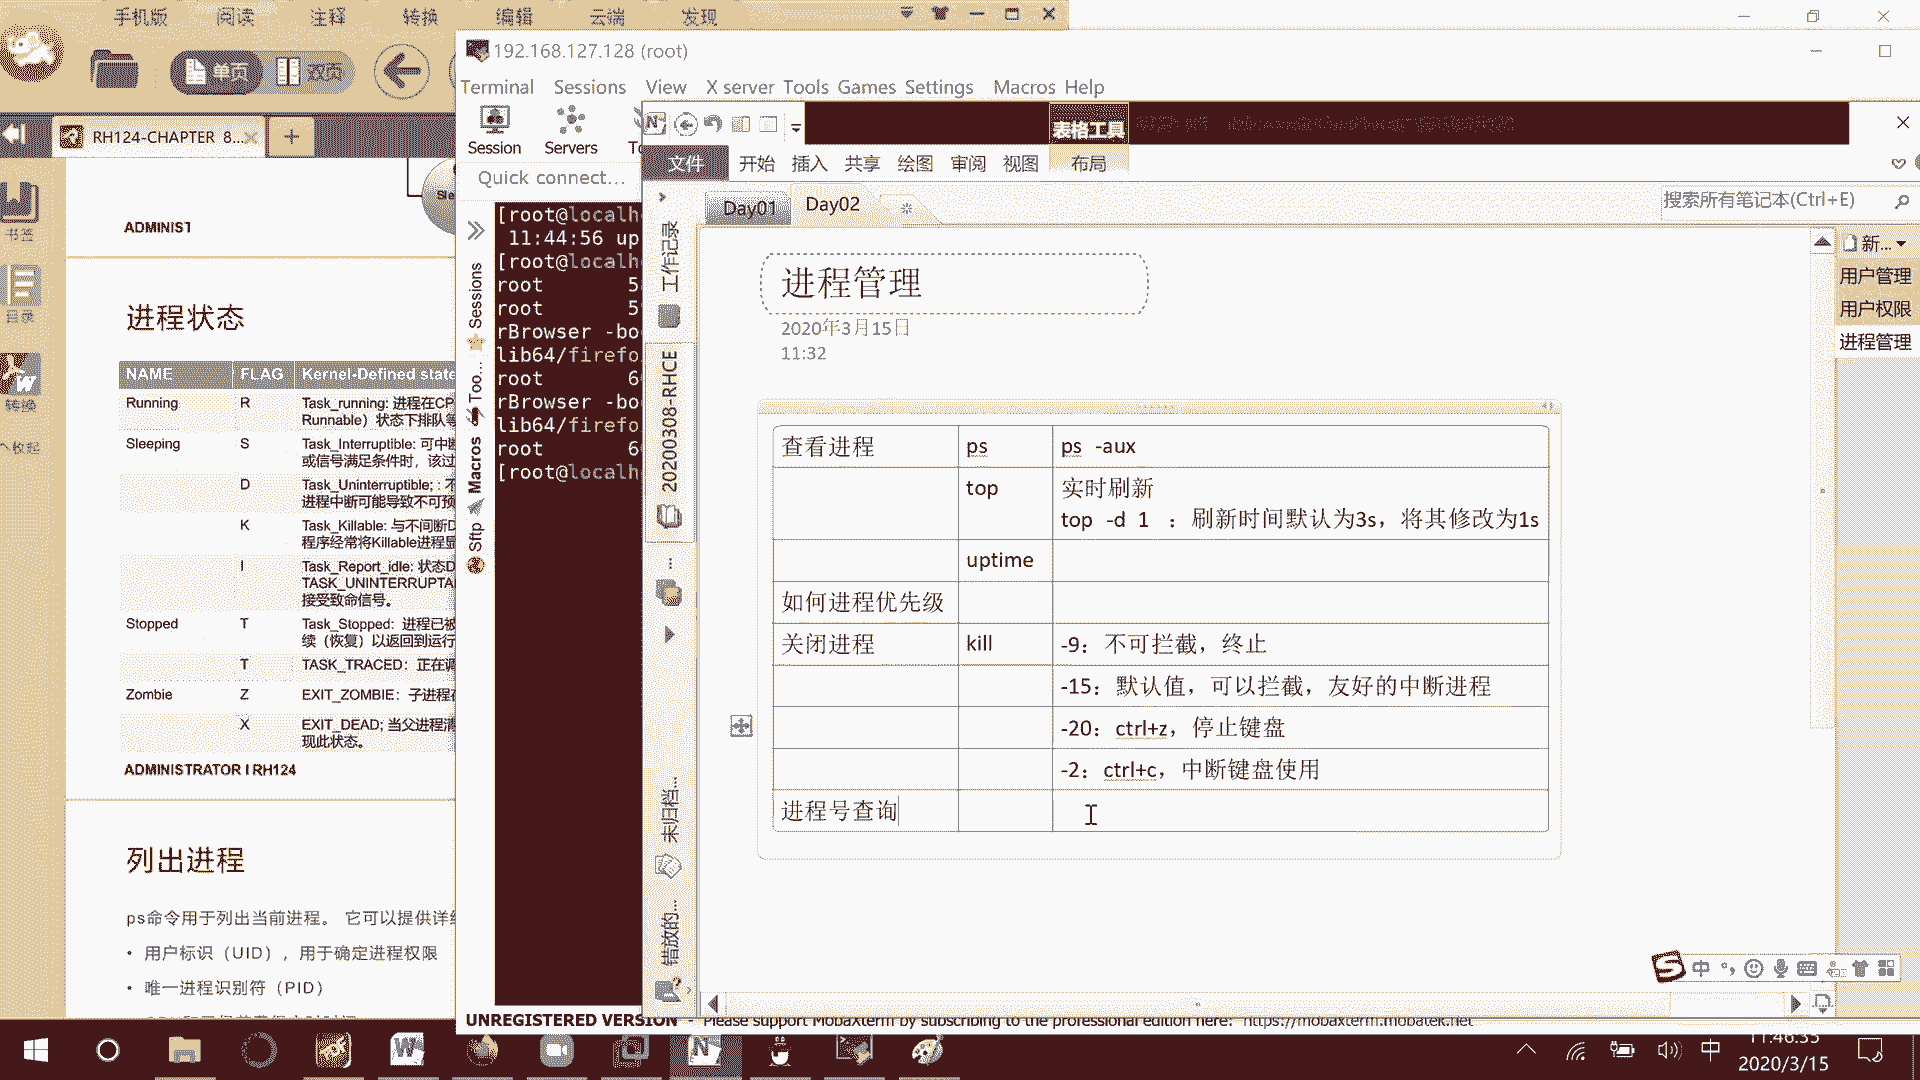 手机版 阅读 注释 转换 编辑 云端 发现
单页 双页
RH124-CHAPTER 8...
书签
目录
转换
收起
ADMINIST
进程状态
NAME FLAG Kernel-Defined state
Running R Task_running: 进程在CP
Runnable）状态下排队等
Sleeping S Task_Interruptible: 可中断
或信号满足条件时，该过
D Task_Uninterruptible; : 不
进程中断可能导致不可预
K Task_Killable: 与不间断D
程序经常将Killable进程显
I Task_Report_idle: 状态D
TASK_UNINTERRUPTA
接受致命信号。
Stopped T Task_Stopped: 进程已被
续（恢复）以返回到运行
T TASK_TRACED：正在调
Zombie Z EXIT_ZOMBIE：子进程在
X EXIT_DEAD; 当父进程清
现此状态。
ADMINISTRATOR I RH124
列出进程
ps命令用于列出当前进程。 它可以提供详细
• 用户标识（UID），用于确定进程权限
• 唯一进程识别符（PID）
192.168.127.128 (root)
Terminal Sessions View X server Tools Games Settings Macros Help
Session Servers To
Quick connect...
Sessions
Too...
Macros
Sftp
[root@localh
11:44:56 up
[root@localh
root 5
root 5
rBrowser -bo
lib64/firefo
root 6
rBrowser -bo
lib64/firefo
root 6
[root@localh
UNREGISTERED VERSION - Please support MobaXterm by subscribing to the professional edition here: https://mobaxterm.mobatek.net
表格工具
文件 开始 插入 共享 绘图 审阅 视图 布局
Day01 Day02
搜索所有笔记本(Ctrl+E)
工作记录
20200308-RHCE
...
未归档...
错放的...
新...
用户管理
用户权限
进程管理
进程管理
2020年3月15日
11:32
查看进程 ps ps -aux
top 实时刷新
top -d 1 ：刷新时间默认为3s，将其修改为1s
uptime
如何进程优先级
关闭进程 kill -9：不可拦截，终止
-15：默认值，可以拦截，友好的中断进程
-20：ctrl+z，停止键盘
-2：ctrl+c，中断键盘使用
进程号查询
中
中 11:46:35
2020/3/15